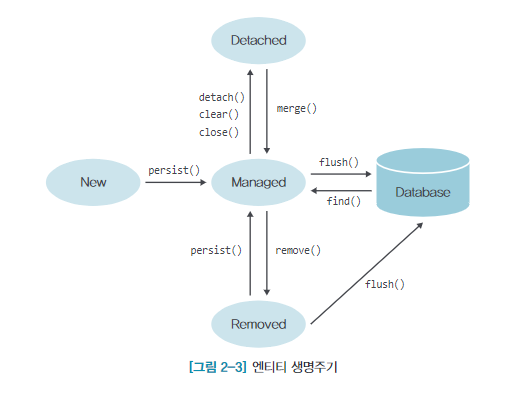 Detached
detach()
clear()
close()
merge()
persist()
flush()
New
Managed
Database
find()
persist()
remove()
flush()
Removed
[그림 2-3] 엔티티 생명주기